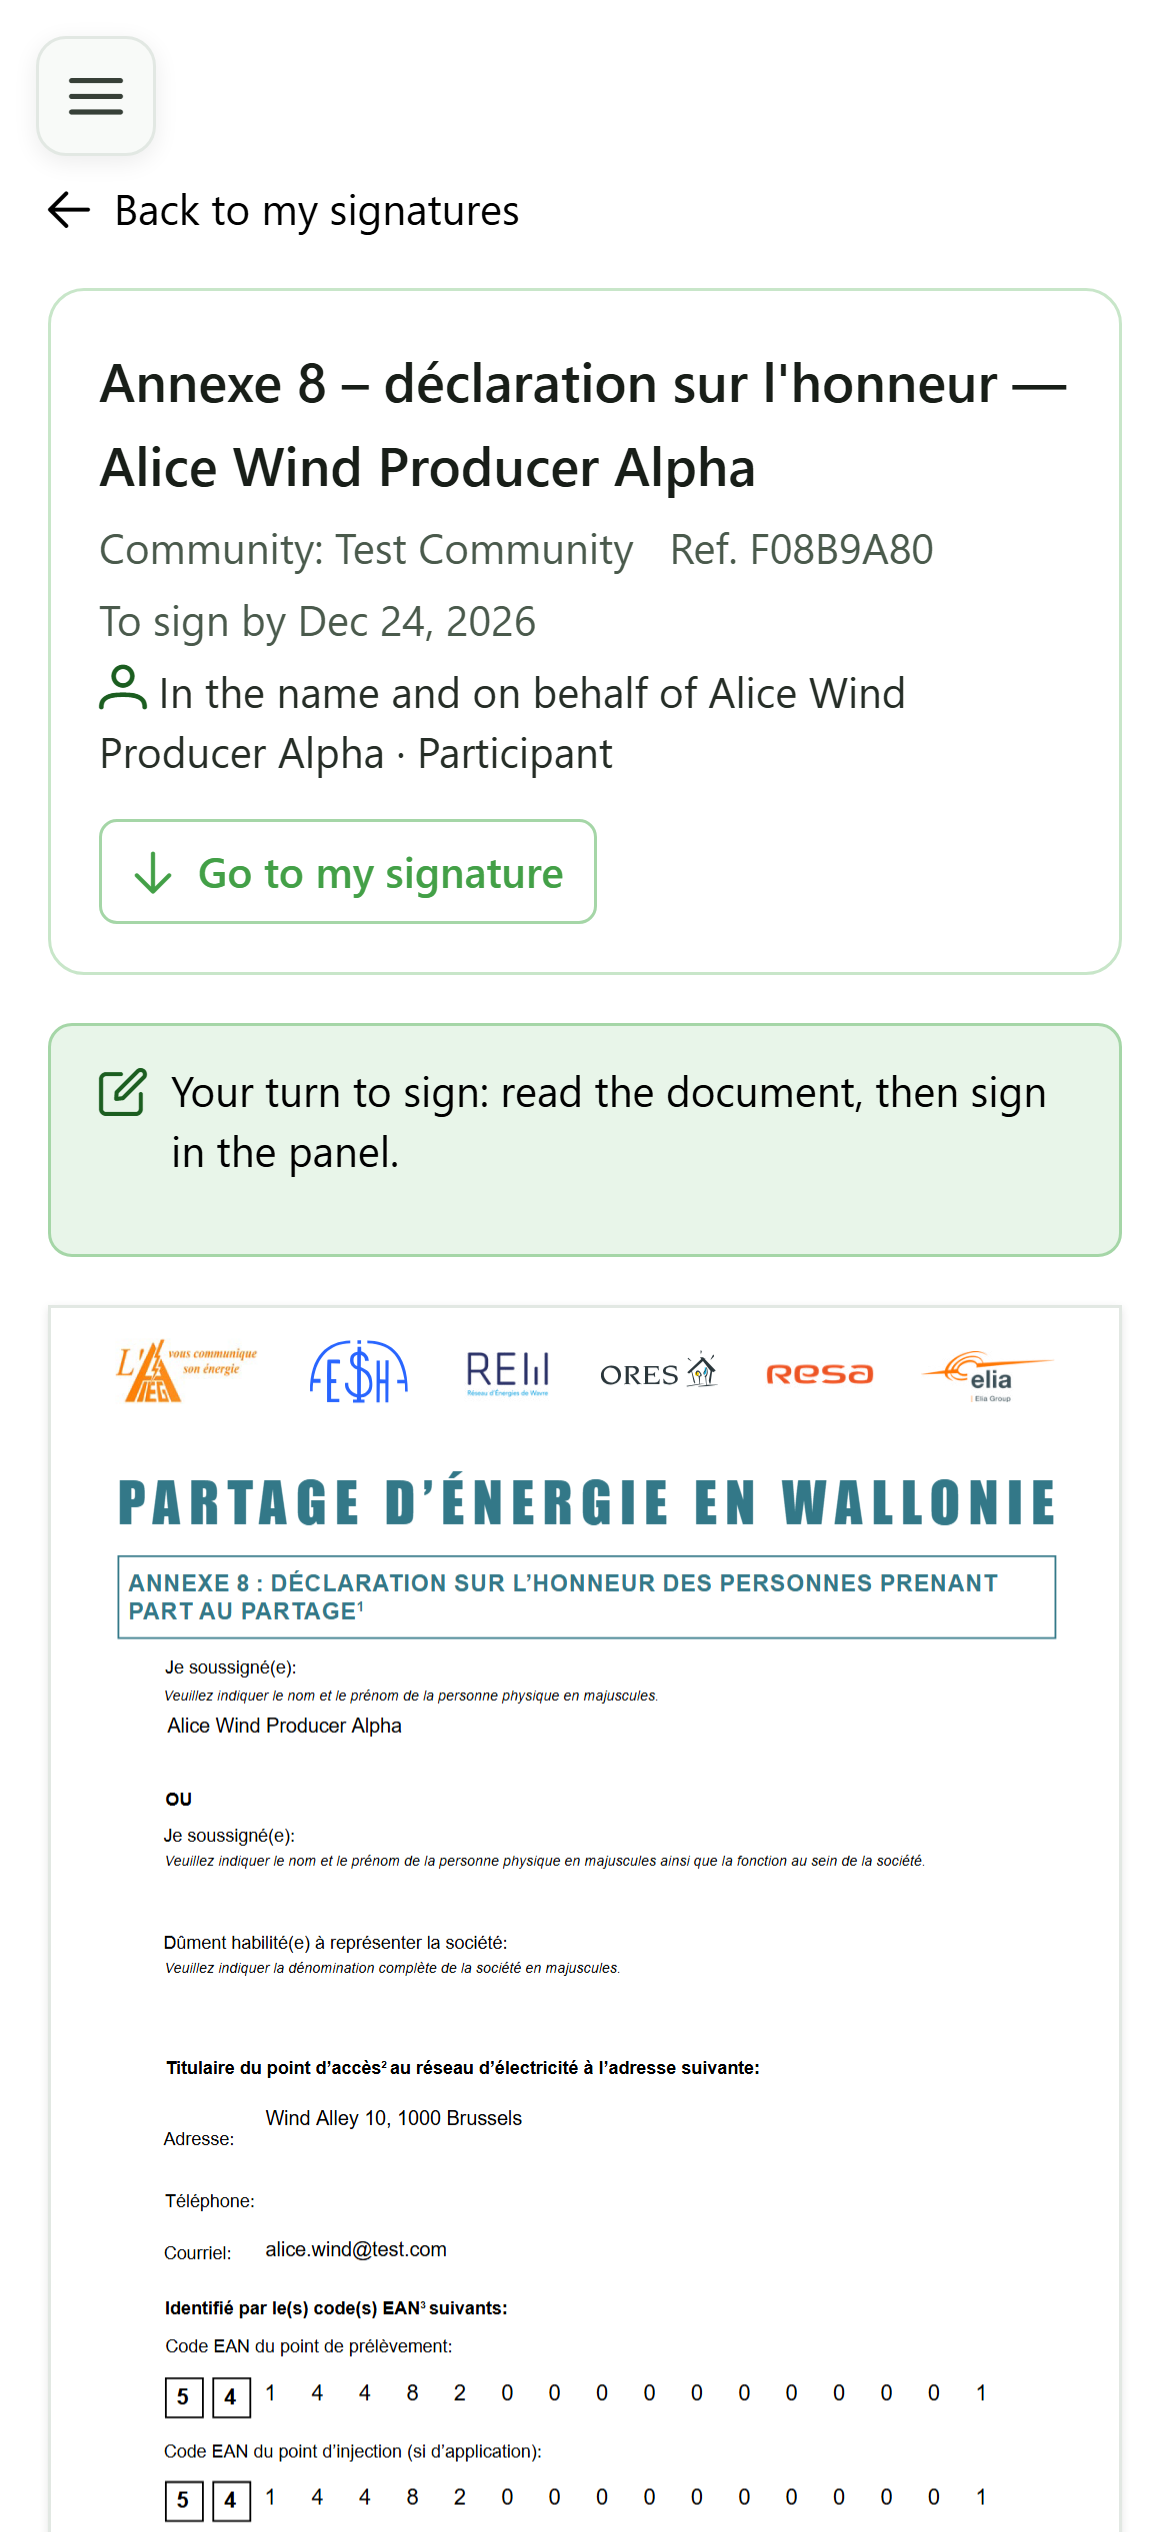 Back to my signatures
Annexe 8 – déclaration sur l'honneur —
Alice Wind Producer Alpha
Community: Test Community Ref. F08B9A80
To sign by Dec 24, 2026
In the name and on behalf of Alice Wind
Producer Alpha · Participant
Go to my signature
Your turn to sign: read the document, then sign
in the panel.
L'AIEG vous communique
son énergie
AESH
REW
Réseau d'Énergies de Wavre
ORES
resa
elia
Elia Group
PARTAGE D'ÉNERGIE EN WALLONIE
ANNEXE 8 : DÉCLARATION SUR L'HONNEUR DES PERSONNES PRENANT
PART AU PARTAGE¹
Je soussigné(e):
Veuillez indiquer le nom et le prénom de la personne physique en majuscules.
Alice Wind Producer Alpha
OU
Je soussigné(e):
Veuillez indiquer le nom et le prénom de la personne physique en majuscules ainsi que la fonction au sein de la société.
Dûment habilité(e) à représenter la société:
Veuillez indiquer la dénomination complète de la société en majuscules.
Titulaire du point d'accès² au réseau d'électricité à l'adresse suivante:
Wind Alley 10, 1000 Brussels
Adresse:
Téléphone:
Courriel: alice.wind@test.com
Identifié par le(s) code(s) EAN³ suivants:
Code EAN du point de prélèvement:
5 4 1 4 4 8 2 0 0 0 0 0 0 0 0 0 0 1
Code EAN du point d'injection (si d'application):
5 4 1 4 4 8 2 0 0 0 0 0 0 0 0 0 0 1